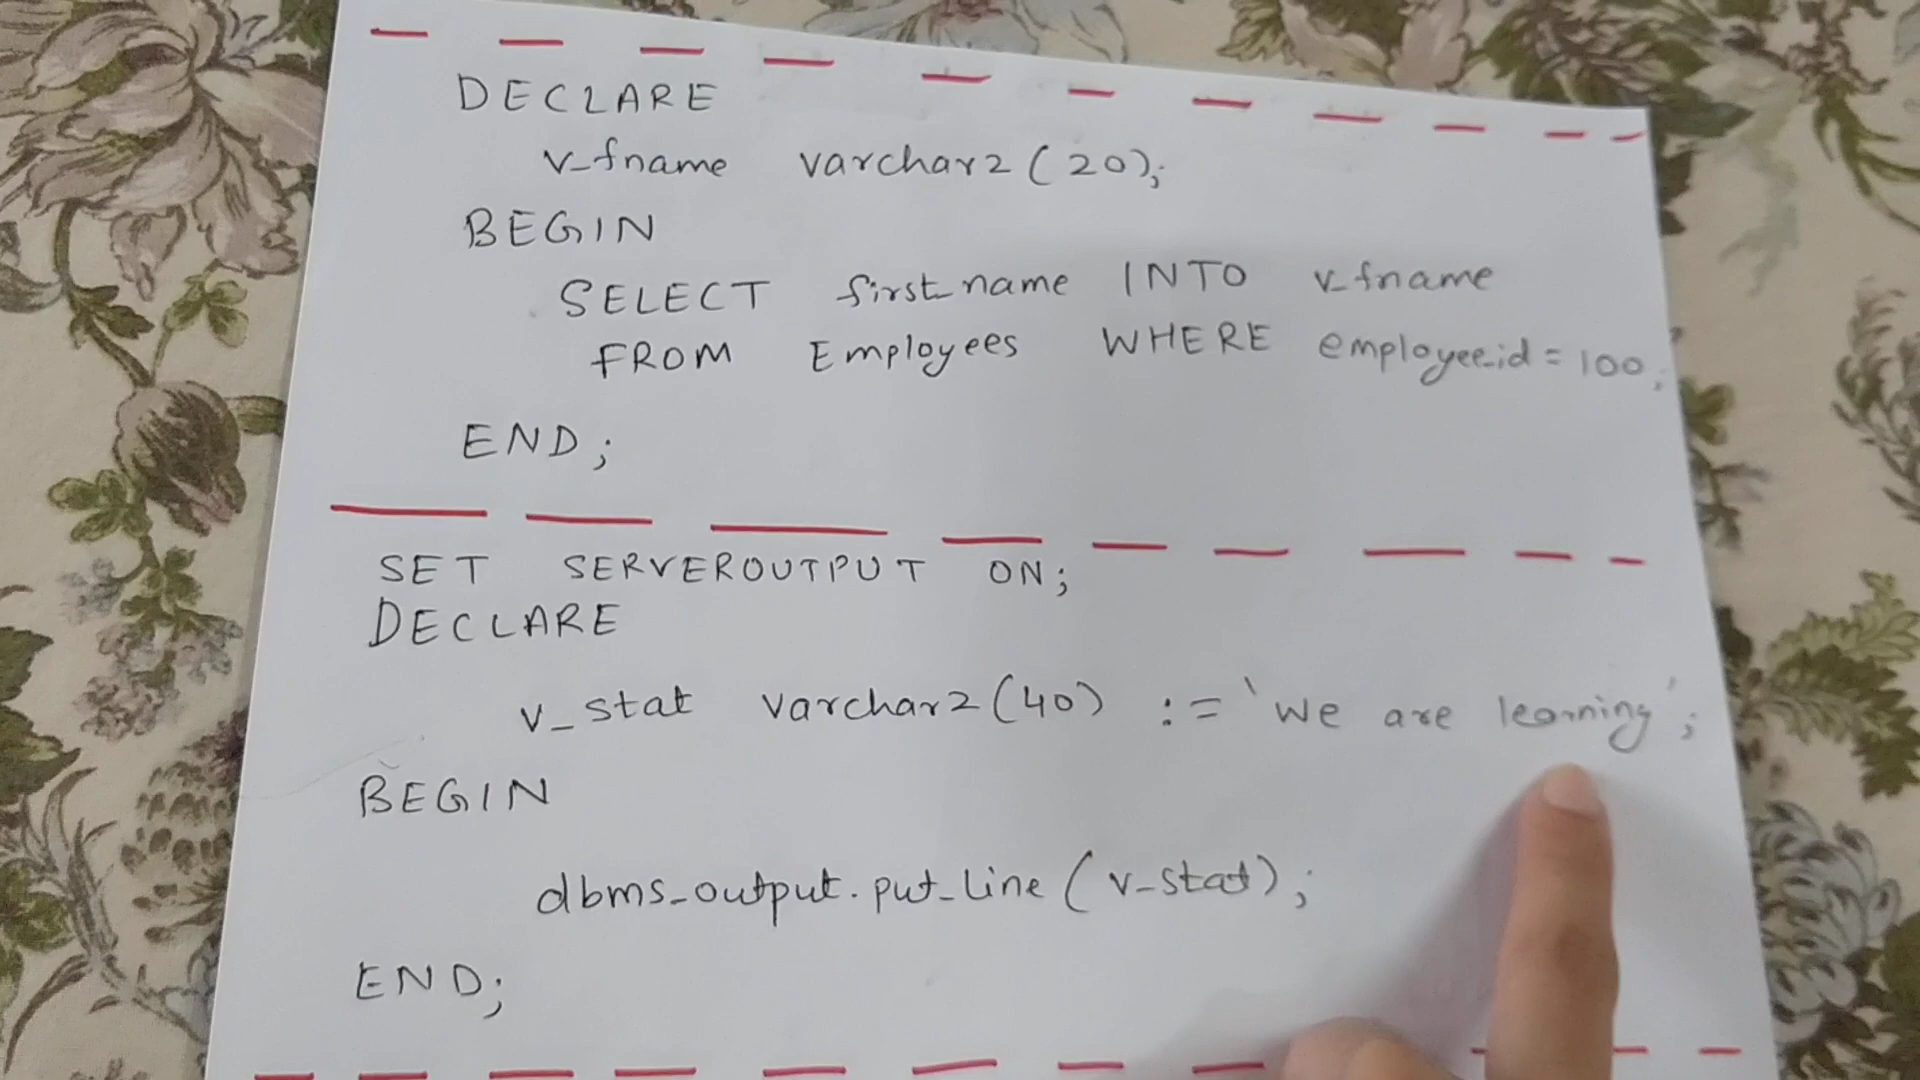 DECLARE
v_fname varchar2(20);
BEGIN
SELECT first_name INTO v_fname
FROM Employees WHERE employee_id = 100;
END;
SET SERVEROUTPUT ON;
DECLARE
v_stat varchar2(40) := 'We are learning';
BEGIN
dbms_output.put_line(v_stat);
END;